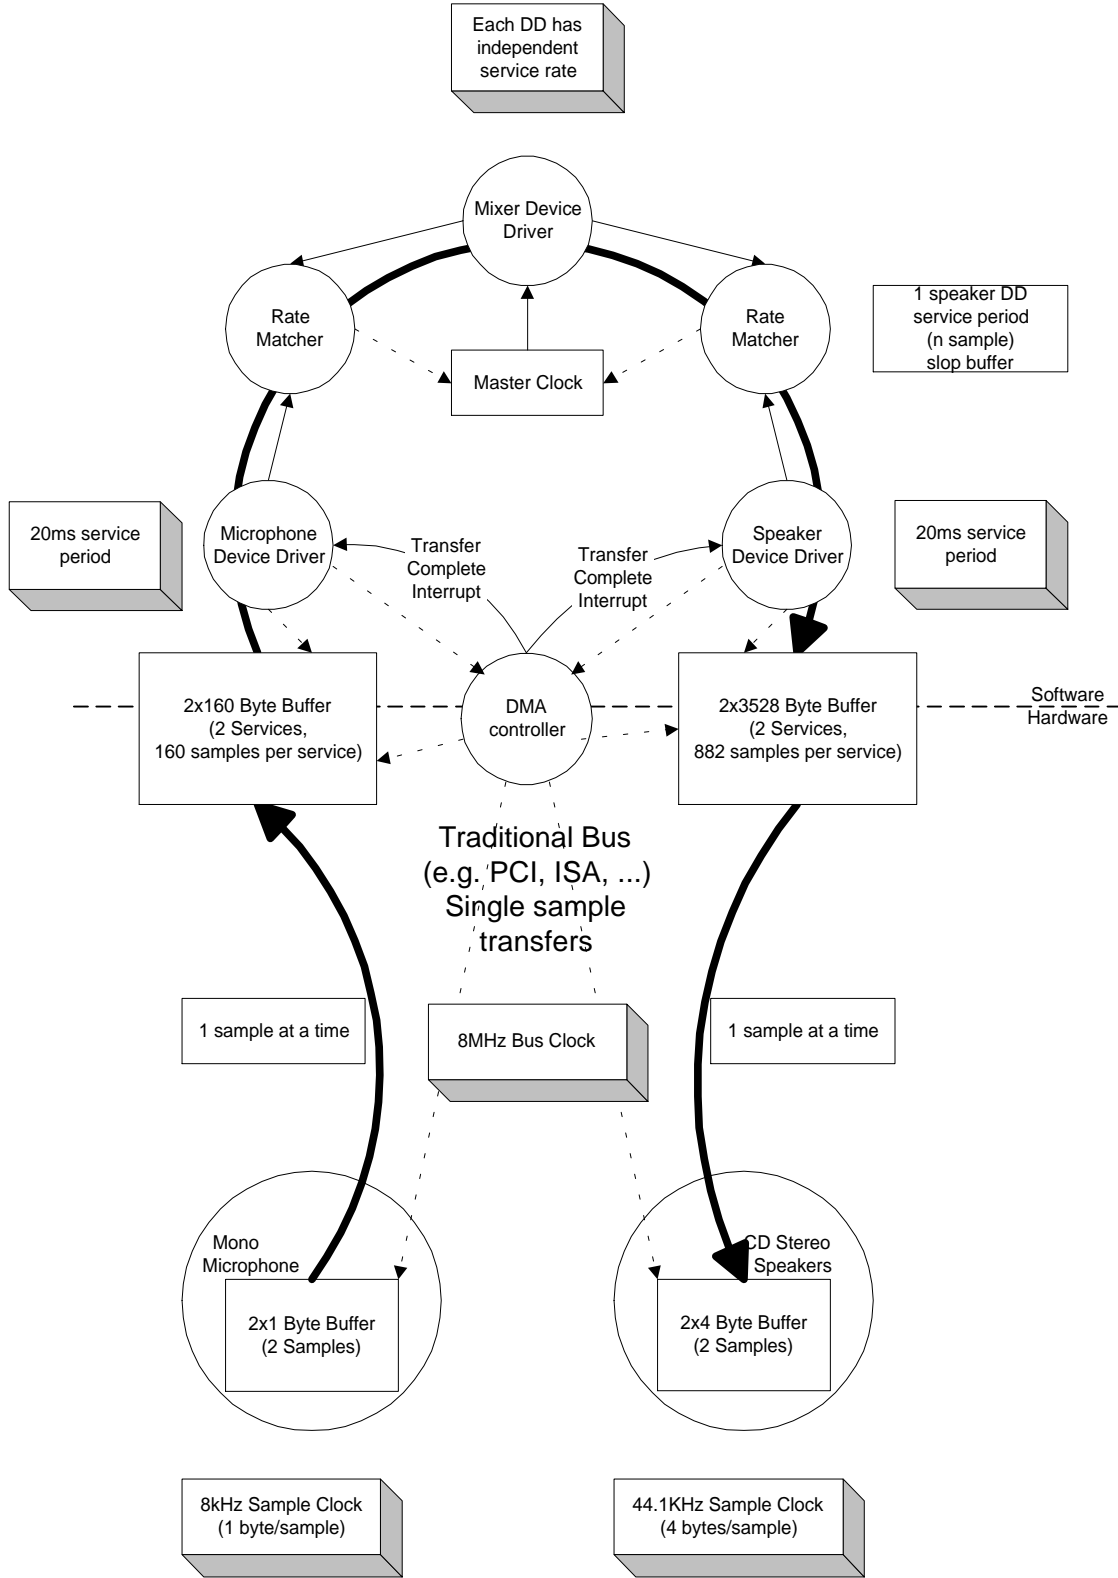 Each DD has
independent
service rate
Mixer Device
Driver
Rate
Matcher
Rate
Matcher
1 speaker DD
service period
(n sample)
slop buffer
Master Clock
20ms service
period
Microphone
Device Driver
Transfer
Complete
Interrupt
Transfer
Complete
Interrupt
Speaker
Device Driver
20ms service
period
2x160 Byte Buffer
(2 Services,
160 samples per service)
DMA
controller
2x3528 Byte Buffer
(2 Services,
882 samples per service)
Software
Hardware
Traditional Bus
(e.g. PCI, ISA, ...)
Single sample
transfers
1 sample at a time
8MHz Bus Clock
1 sample at a time
Mono
Microphone
2x1 Byte Buffer
(2 Samples)
CD Stereo
Speakers
2x4 Byte Buffer
(2 Samples)
8kHz Sample Clock
(1 byte/sample)
44.1KHz Sample Clock
(4 bytes/sample)